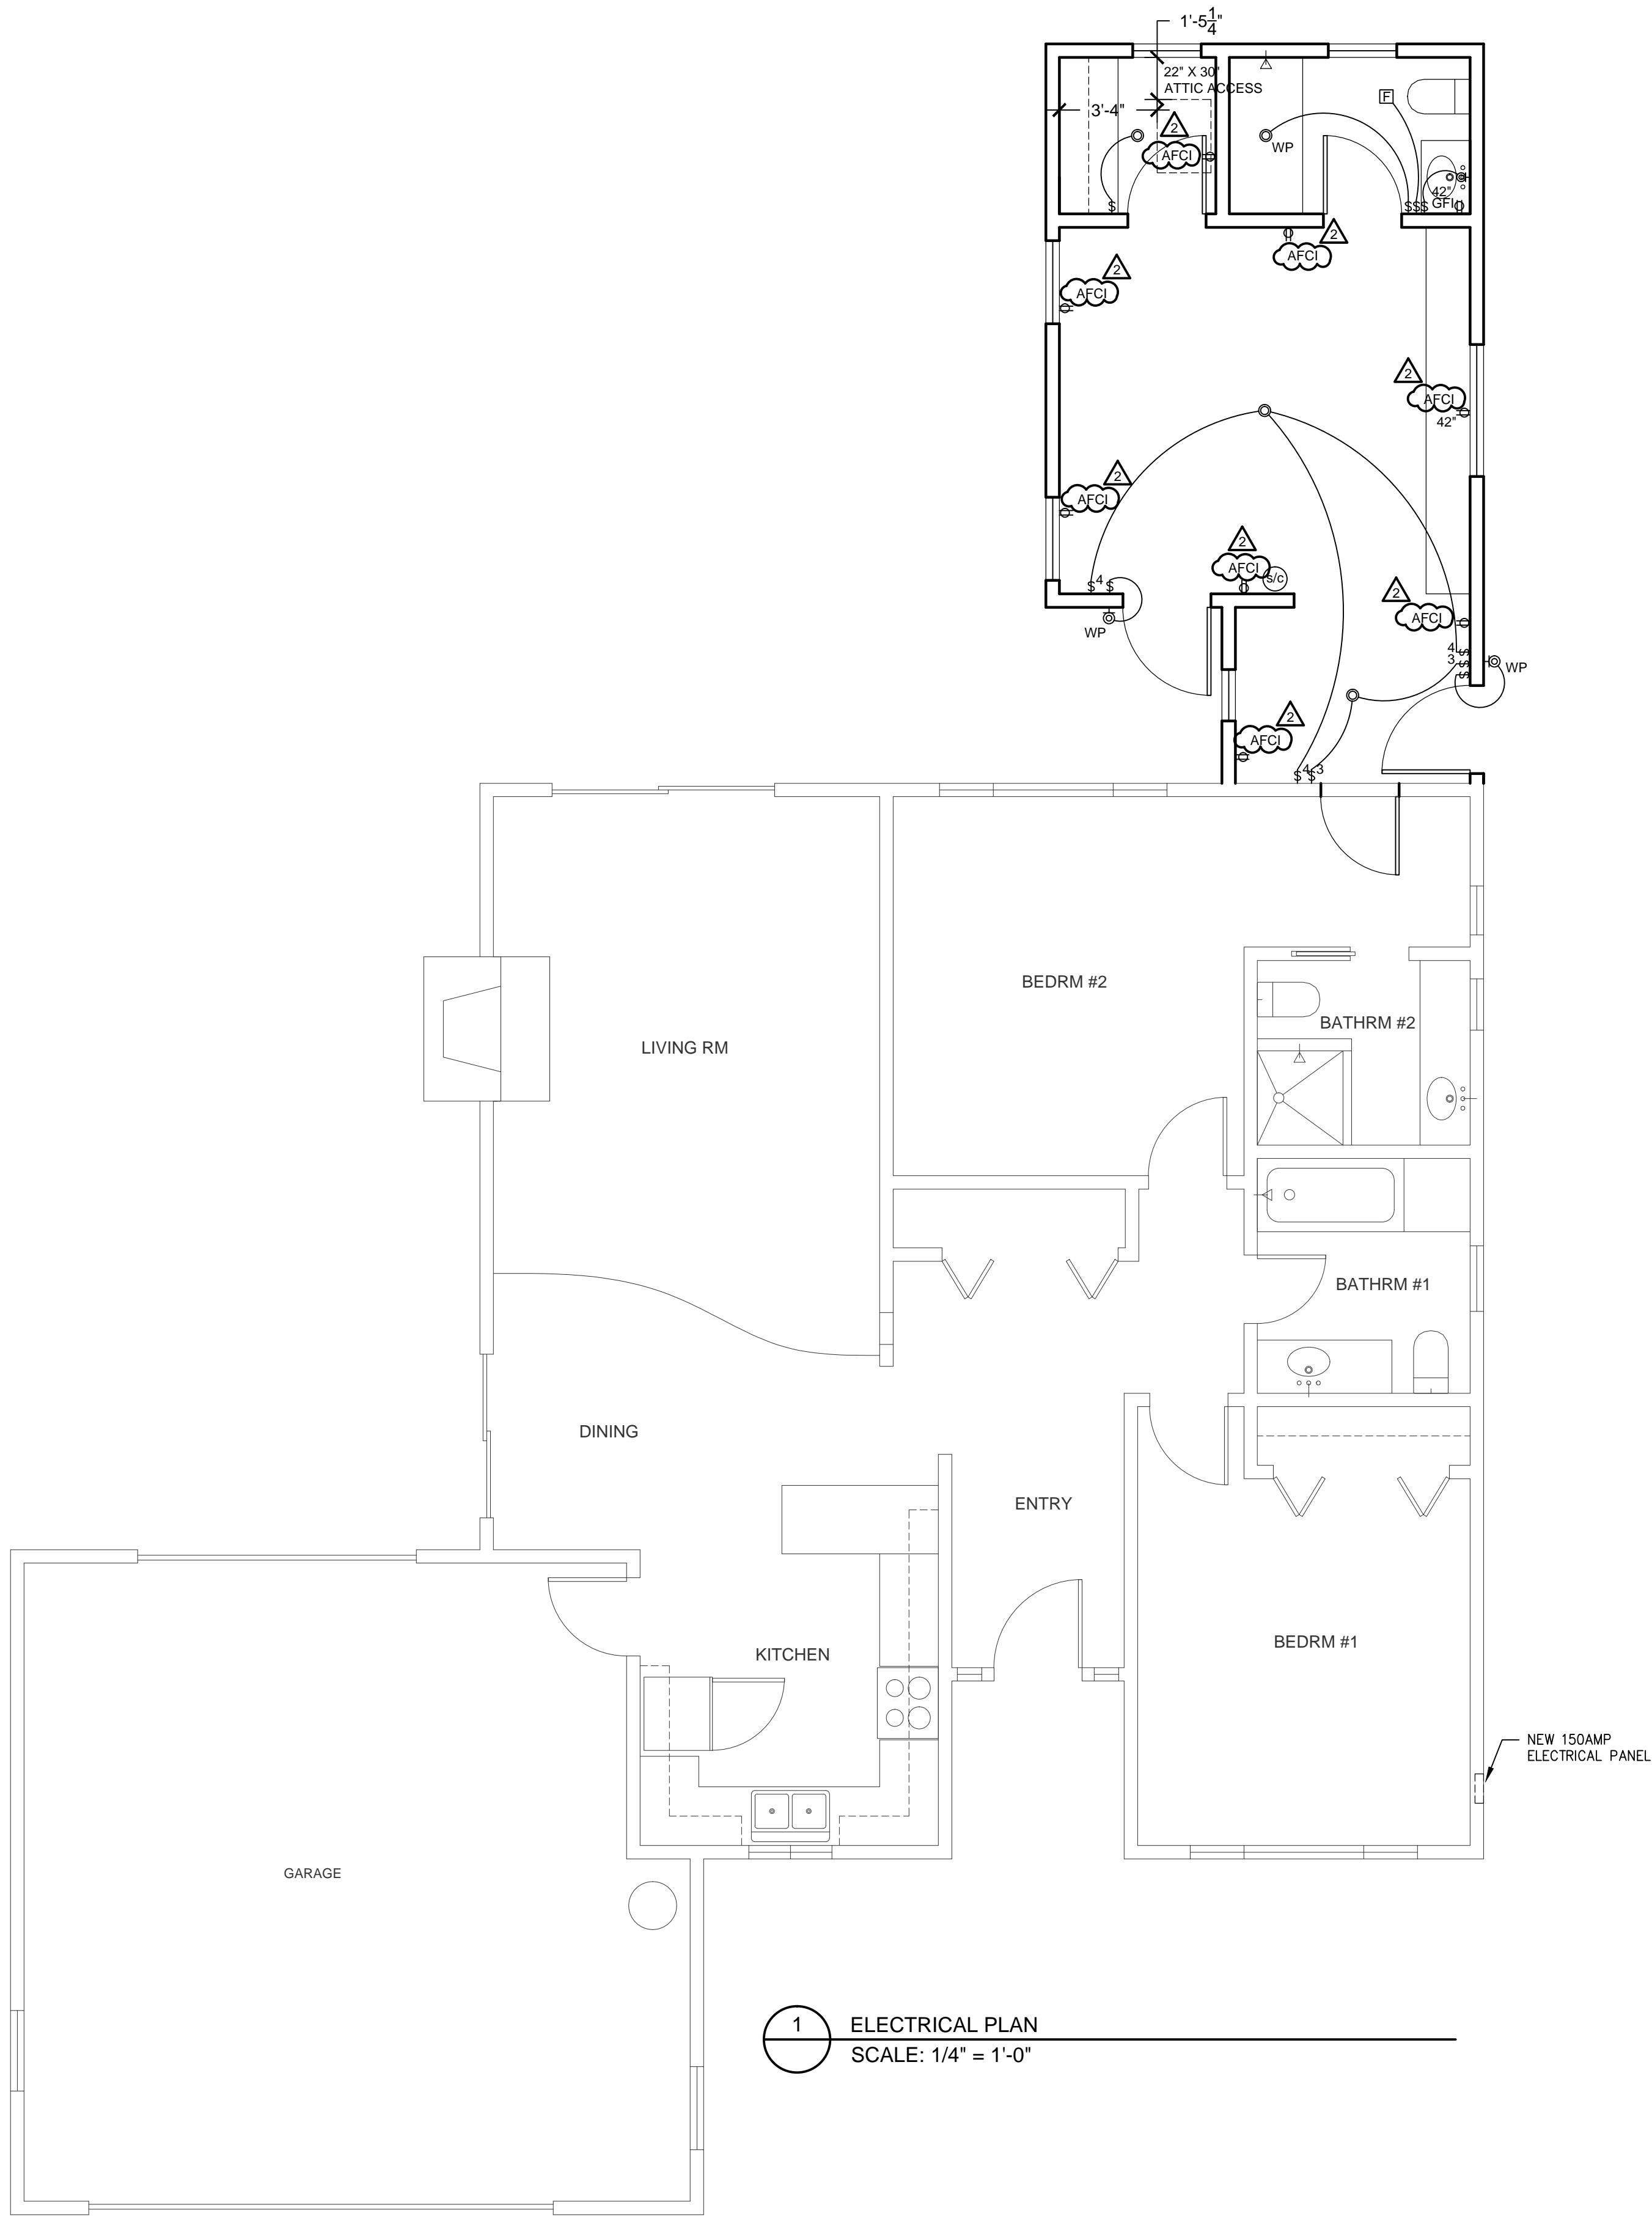 1'-5 1/4"
22" X 30"
ATTIC ACCESS
3'-4"
F
2
AFCI
WP
42"
GFI
$
$$$
2
AFCI
2
AFCI
2
AFCI
42"
2
AFCI
2
AFCI
S/C
$4 $
WP
2
AFCI
4 $
3 $
$
WP
2
AFCI
$4 $3
BEDRM #2
BATHRM #2
LIVING RM
BATHRM #1
DINING
ENTRY
BEDRM #1
KITCHEN
NEW 150AMP
ELECTRICAL PANEL
GARAGE
1
ELECTRICAL PLAN
SCALE: 1/4" = 1'-0"